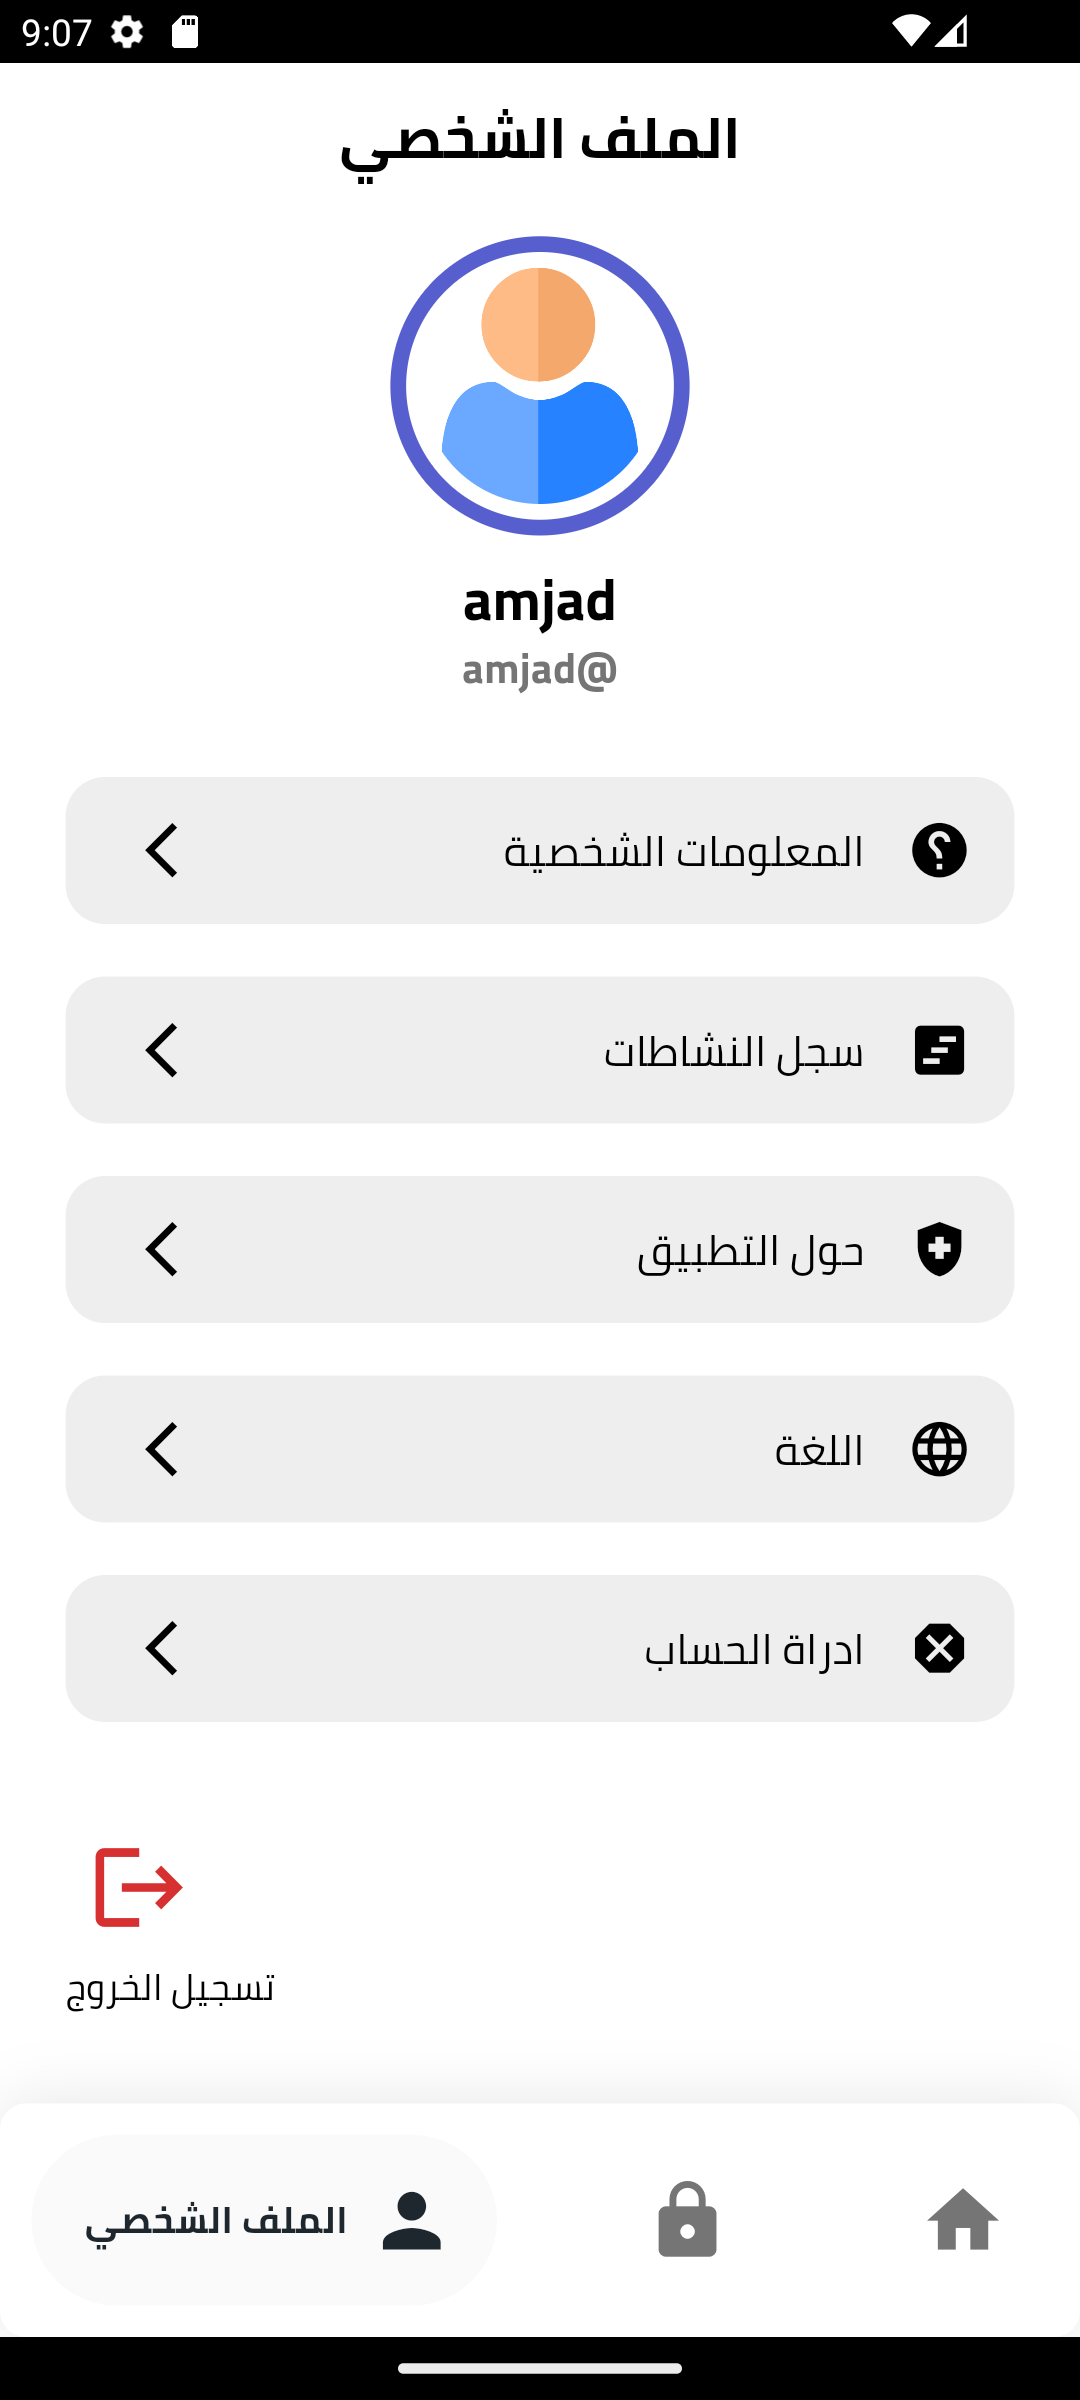 9:07
الملف الشخصي
amjad
amjad@
المعلومات الشخصية
سجل النشاطات
حول التطبيق
اللغة
ادراة الحساب
تسجيل الخروج
الملف الشخصي